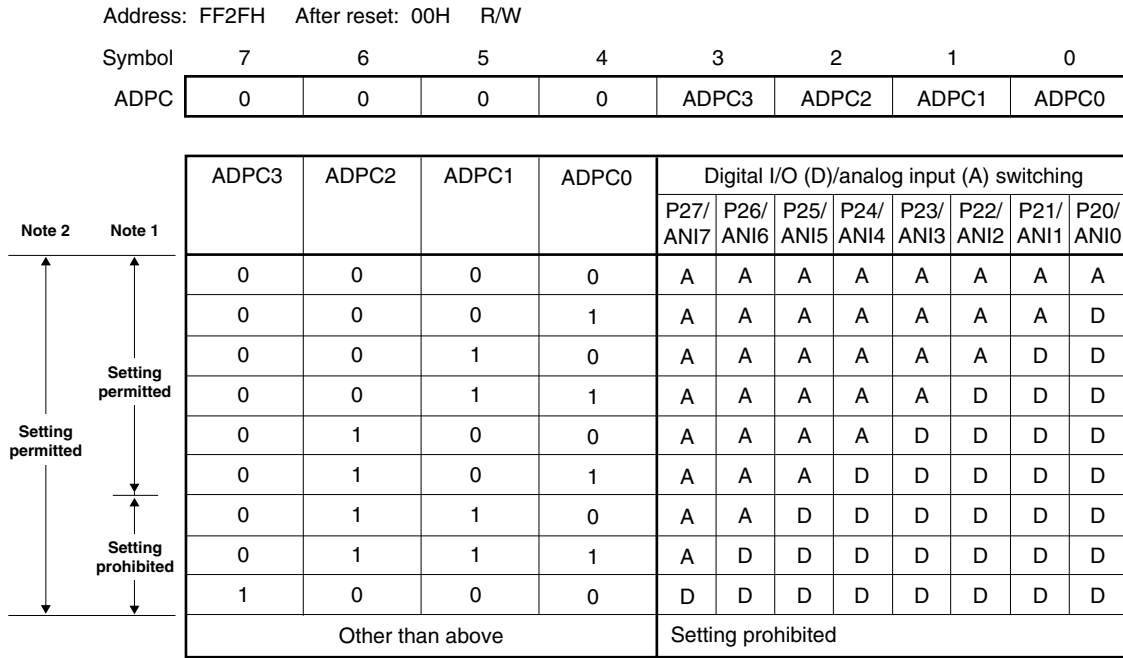 Address: FF2FH After reset: 00H R/W
Symbol 7 6 5 4 3 2 1 0
ADPC 0 0 0 0 ADPC3 ADPC2 ADPC1 ADPC0
ADPC3 ADPC2 ADPC1 ADPC0 Digital I/O (D)/analog input (A) switching
Note 2 Note 1
P27/ P26/ P25/ P24/ P23/ P22/ P21/ P20/
ANI7 ANI6 ANI5 ANI4 ANI3 ANI2 ANI1 ANI0
0 0 0 0 A A A A A A A A
0 0 0 1 A A A A A A A D
0 0 1 0 A A A A A A D D
Setting
permitted
0 0 1 1 A A A A A D D D
Setting
permitted
0 1 0 0 A A A A D D D D
0 1 0 1 A A A D D D D D
0 1 1 0 A A D D D D D D
Setting
prohibited
0 1 1 1 A D D D D D D D
1 0 0 0 D D D D D D D D
Other than above Setting prohibited